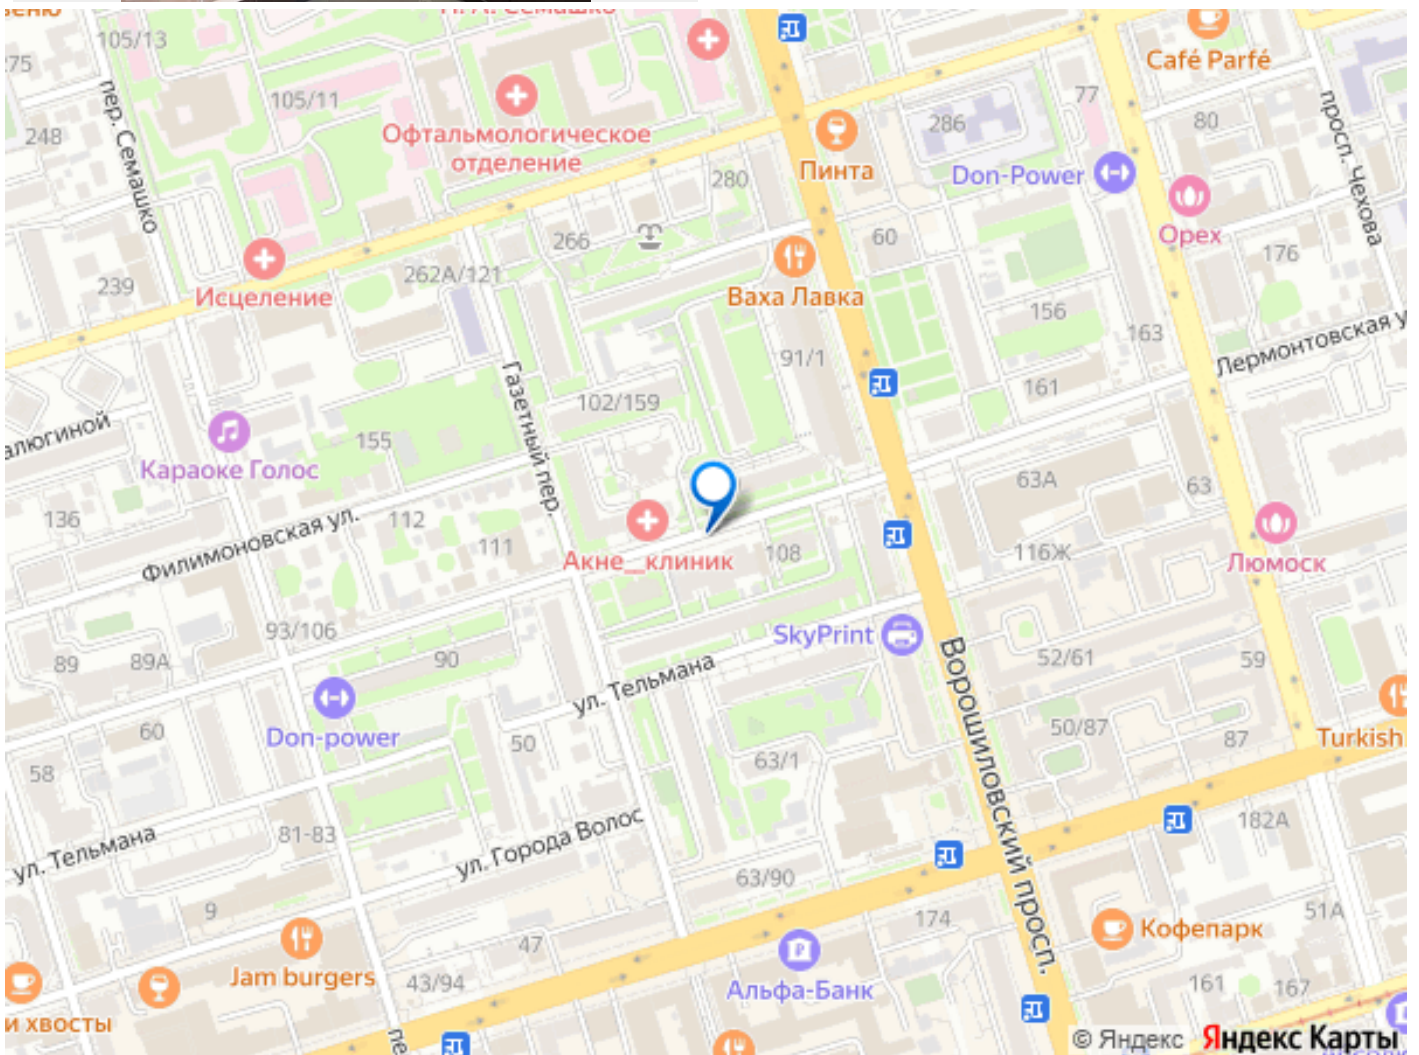 105/13
Café Parfé
75
пер. Семашко
105/11
77
просп. Чехова
248
Офтальмологическое
отделение
286
80
Пинта
Don-Power
280
Орех
266
60
176
262А/121
239
Исцеление
Ваха Лавка
156
163
Лермонтовская
91/1
Газетный пер.
161
102/159
155
Караоке Голос
63А
63
136
112
Филимоновская ул.
111
Акне__клиник
108
116Ж
Люмоск
93/106
SkyPrint
89
89А
90
52/61
59
ул. Тельмана
Ворошиловский просп.
60
Don-power
50
50/87
87
Turkish
58
63/1
81-83
182А
ул. Тельмана
ул. Города Волос
63/90
9
174
51А
47
Кофепарк
Jam burgers
43/94
Альфа-Банк
161
167
и хвосты
© Яндекс Яндекс Карты